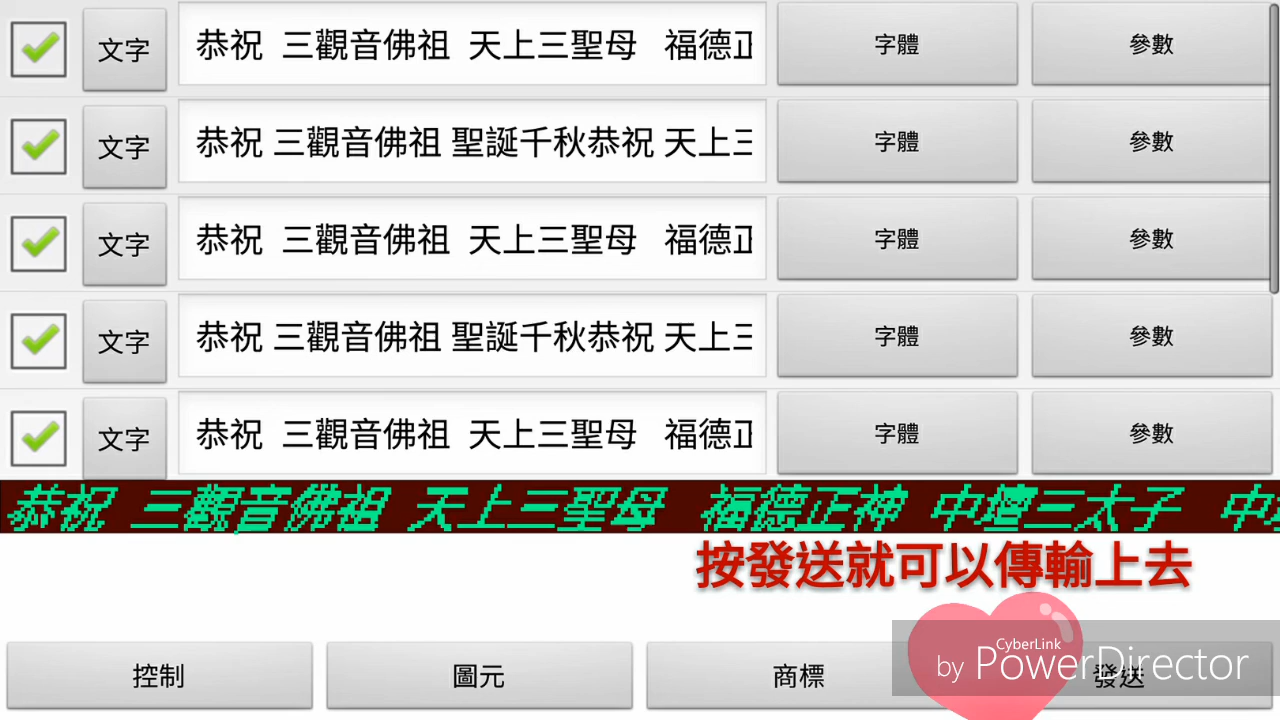 文字 恭祝 三觀音佛祖 天上三聖母 福德正 字體 參數
文字 恭祝 三觀音佛祖 聖誕千秋恭祝 天上三 字體 參數
文字 恭祝 三觀音佛祖 天上三聖母 福德正 字體 參數
文字 恭祝 三觀音佛祖 聖誕千秋恭祝 天上三 字體 參數
文字 恭祝 三觀音佛祖 天上三聖母 福德正 字體 參數
恭祝 三觀音佛祖 天上三聖母 福德正神 中壇三太子 中
按發送就可以傳輸上去
控制 圖元 商標 發送
CyberLink
by PowerDirector